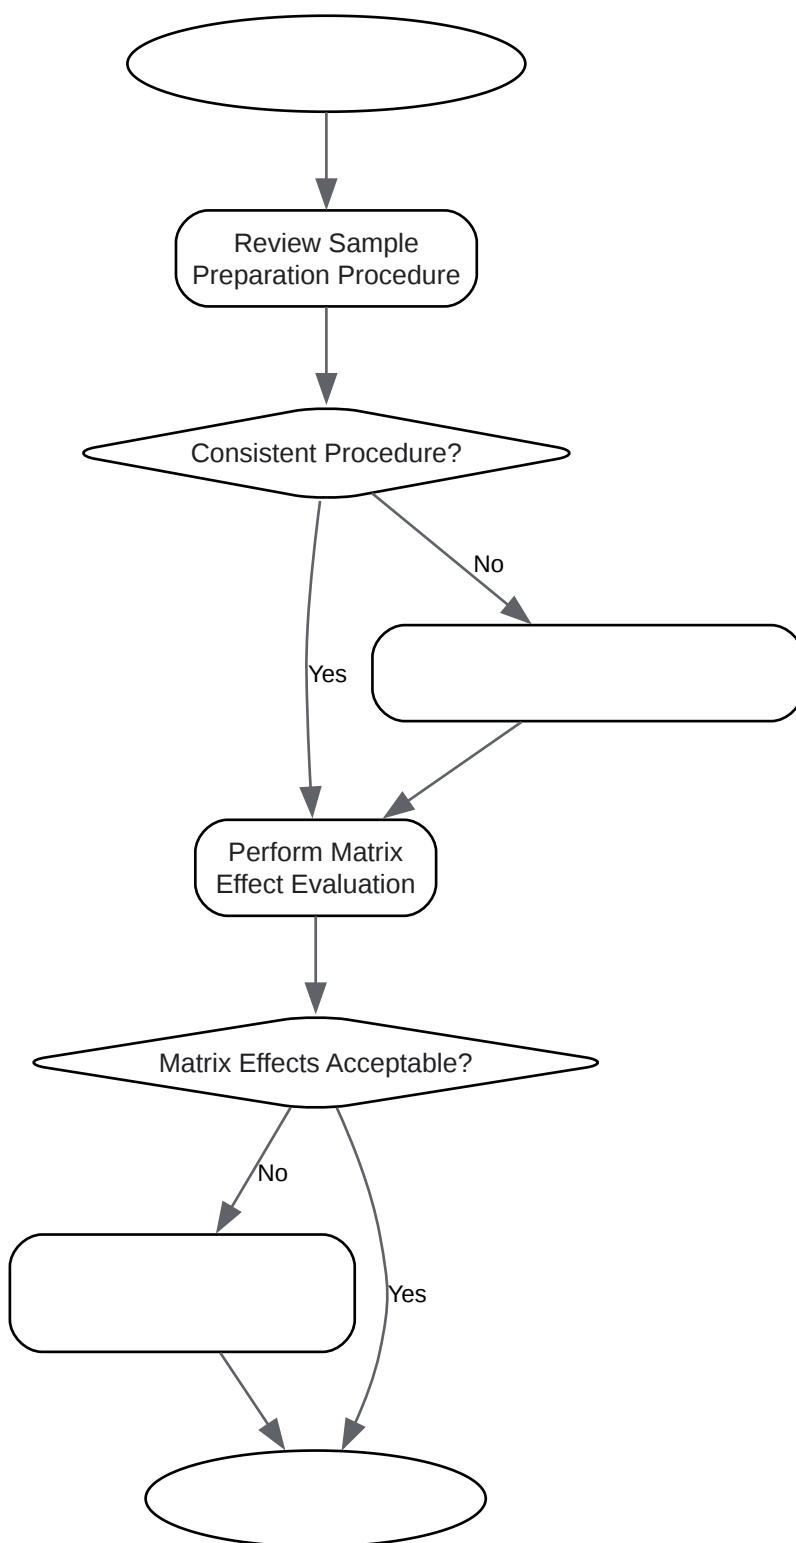 Review Sample
Preparation Procedure
Consistent Procedure?
No
Yes
Perform Matrix
Effect Evaluation
Matrix Effects Acceptable?
No
Yes